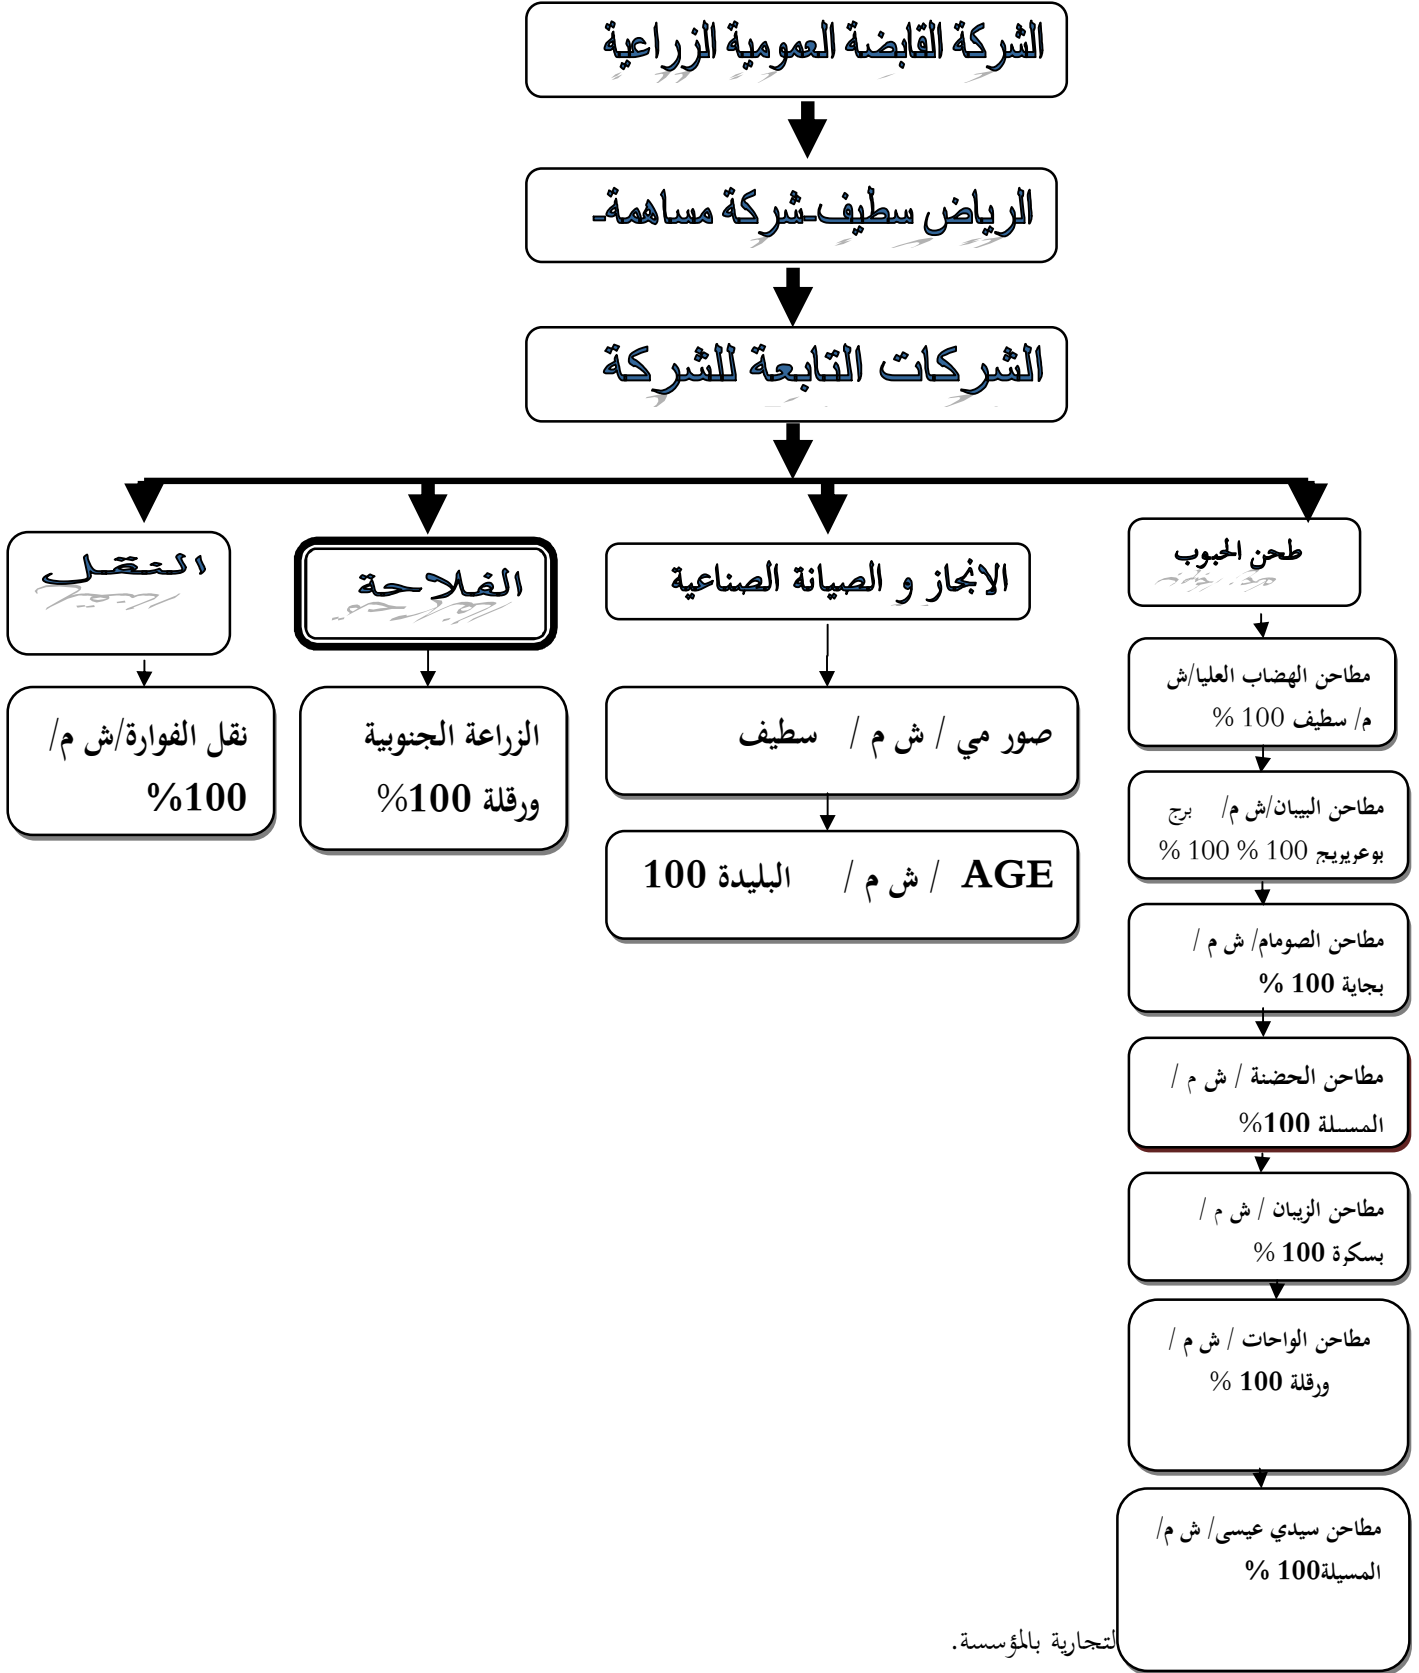 الشركة القابضة العمومية الزراعية
الرياض سطيف-شركة مساهمة-
الشركات التابعة للشركة
طحن الحبوب
الانجاز و الصيانة الصناعية
الفلاحة
النقل
مطاحن الهضاب العليا/ش
م/ سطيف 100 %
مطاحن البيبان/ش م/ برج
بوعريريج 100 % 100 %
مطاحن الصومام/ ش م /
بجاية 100 %
مطاحن الحضنة / ش م /
المسيلة 100%
مطاحن الزيبان / ش م /
بسكرة 100 %
مطاحن الواحات / ش م /
ورقلة 100 %
مطاحن سيدي عيسى/ ش م/
المسيلة100 %
صور مي / ش م / سطيف
AGE / ش م / البليدة 100
الزراعة الجنوبية
ورقلة 100%
نقل الفوارة/ش م/
100%
لتجارية بالمؤسسة.